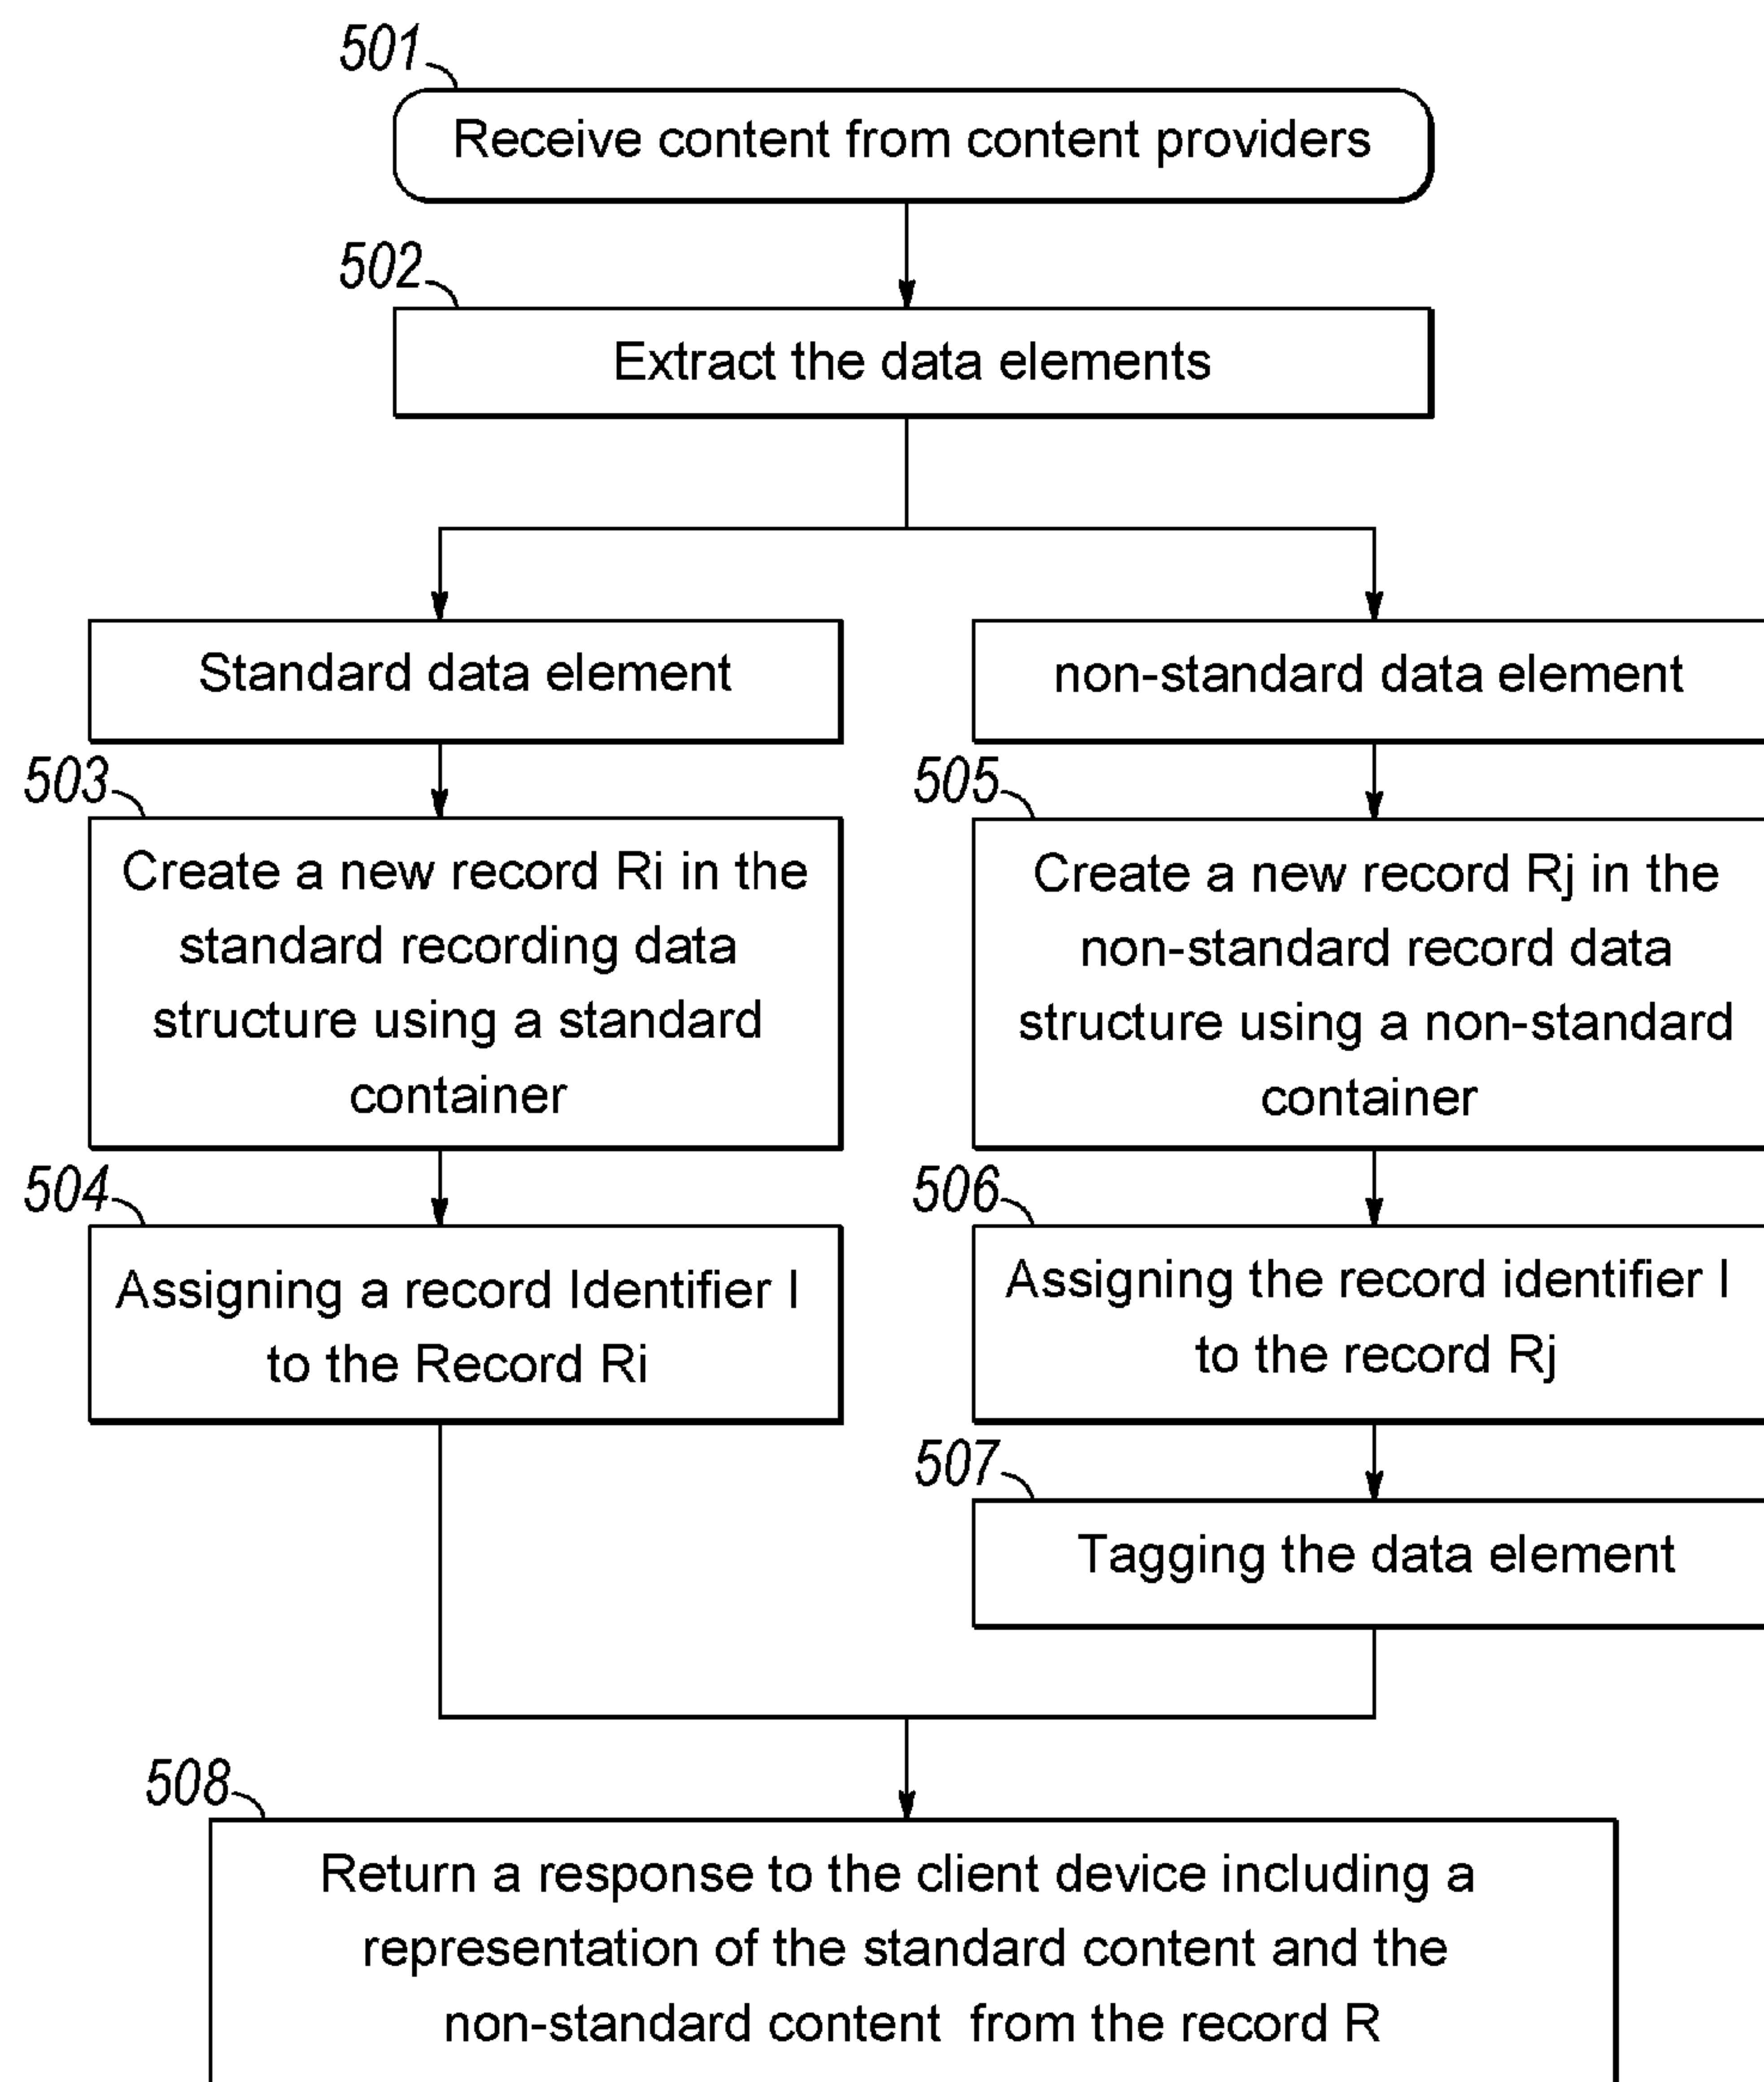 501
Receive content from content providers
502
Extract the data elements
Standard data element
non-standard data element
503
Create a new record Ri in the
standard recording data
structure using a standard
container
505
Create a new record Rj in the
non-standard record data
structure using a non-standard
container
504
Assigning a record Identifier I
to the Record Ri
506
Assigning the record identifier I
to the record Rj
507
Tagging the data element
508
Return a response to the client device including a
representation of the standard content and the
non-standard content from the record R